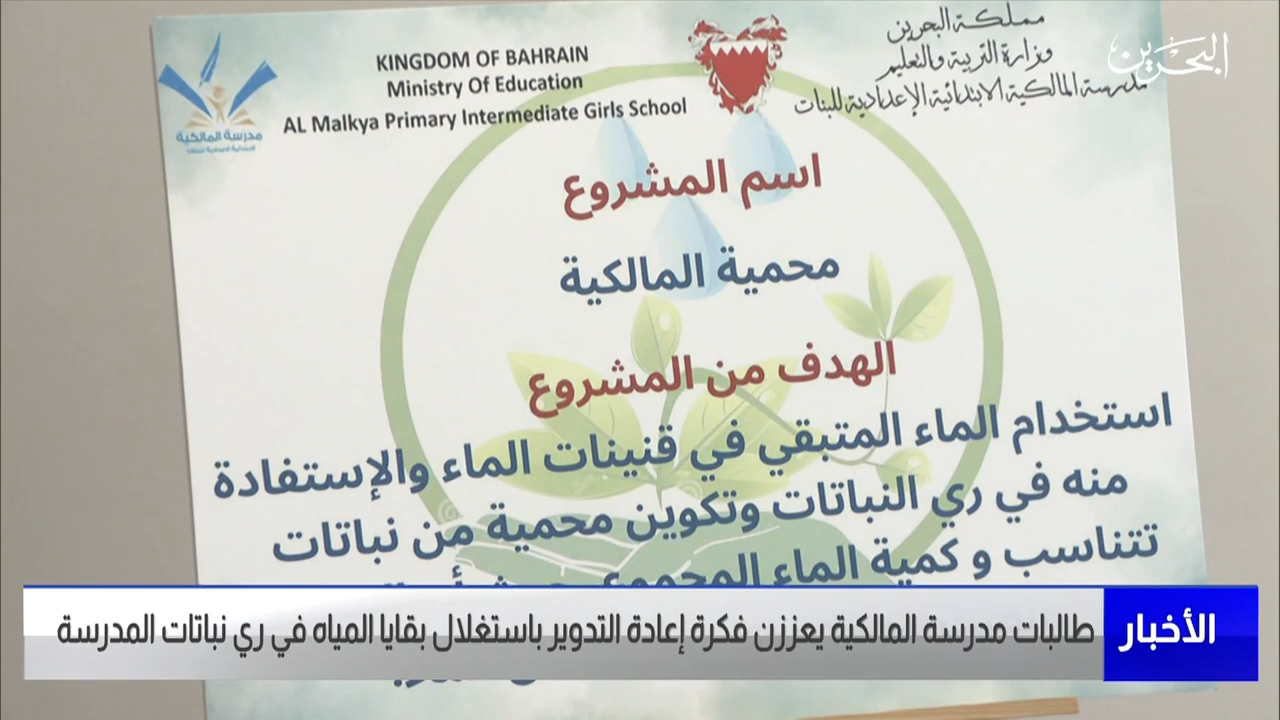 البحرين
KINGDOM OF BAHRAIN
Ministry Of Education
AL Malkya Primary Intermediate Girls School
مملكة البحرين
وزارة التربية والتعليم
مدرسة المالكية الابتدائية الإعدادية للبنات
مدرسة المالكية
الابتدائية الاعدادية للبنات
اسم المشروع
محمية المالكية
الهدف من المشروع
استخدام الماء المتبقي في قنينات الماء والإستفادة
منه في ري النباتات وتكوين محمية من نباتات
تتناسب و كمية الماء المجموع
الأخبار
طالبات مدرسة المالكية يعززن فكرة إعادة التدوير باستغلال بقايا المياه في ري نباتات المدرسة